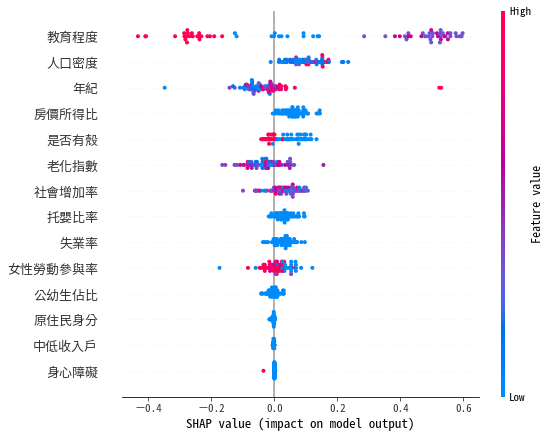 High
教育程度
人口密度
年紀
房價所得比
是否有殼
老化指數
社會增加率
托嬰比率
失業率
女性勞動參與率
公幼生佔比
原住民身分
中低收入戶
身心障礙
Feature value
Low
−0.4 −0.2 0.0 0.2 0.4 0.6
SHAP value (impact on model output)